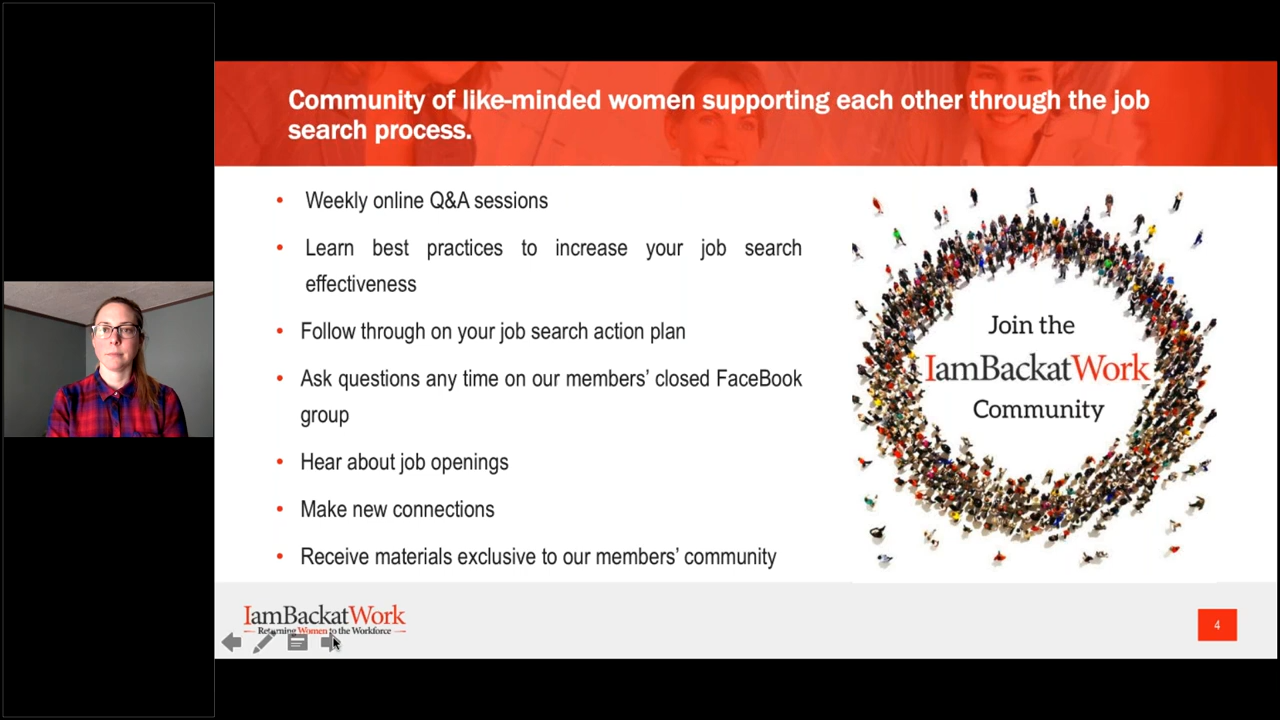 Community of like-minded women supporting each other through the job
search process.
• Weekly online Q&A sessions
• Learn best practices to increase your job search
effectiveness
• Follow through on your job search action plan
• Ask questions any time on our members’ closed FaceBook
group
• Hear about job openings
• Make new connections
• Receive materials exclusive to our members’ community
Join the
IamBackatWork
Community
IamBackatWork
Returning Women to the Workforce
4